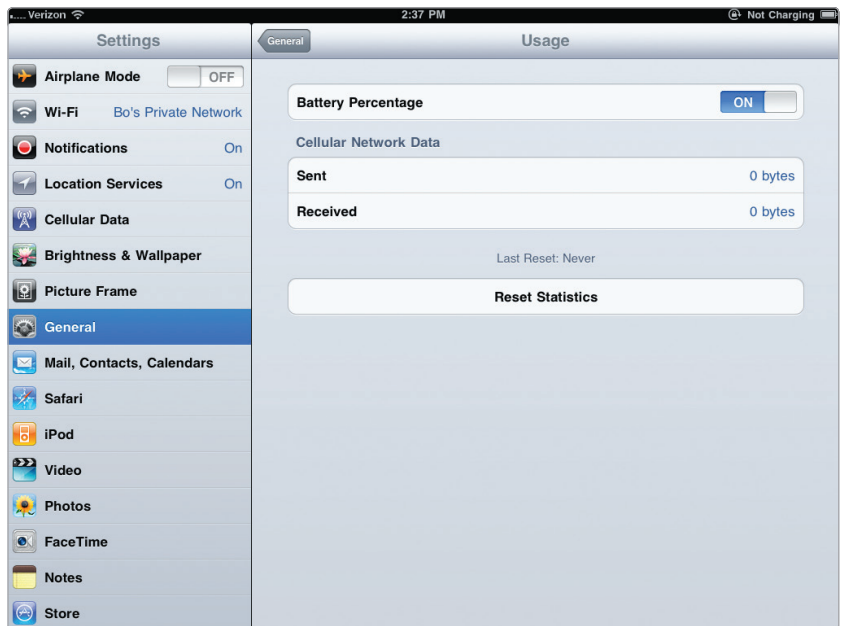 Verizon 2:37 PM Not Charging
Settings
General Usage
Airplane Mode OFF
Wi-Fi Bo's Private Network
Notifications On
Location Services On
Cellular Data
Brightness & Wallpaper
Picture Frame
General
Mail, Contacts, Calendars
Safari
iPod
Video
Photos
FaceTime
Notes
Store
Battery Percentage ON
Cellular Network Data
Sent 0 bytes
Received 0 bytes
Last Reset: Never
Reset Statistics